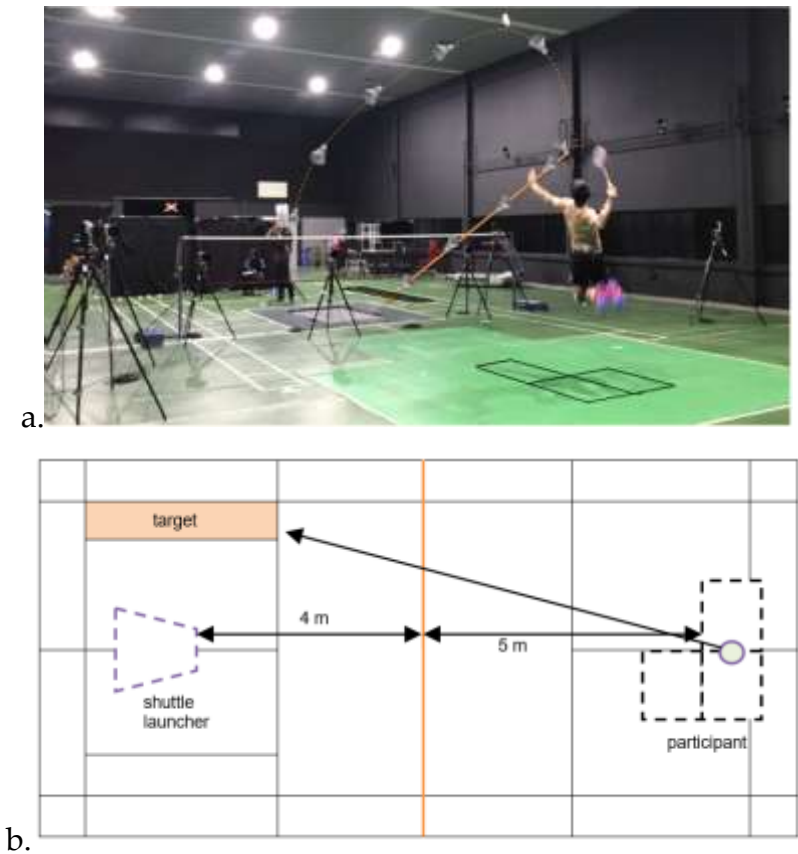 a.
target
4 m
5 m
shuttle
launcher
participant
b.